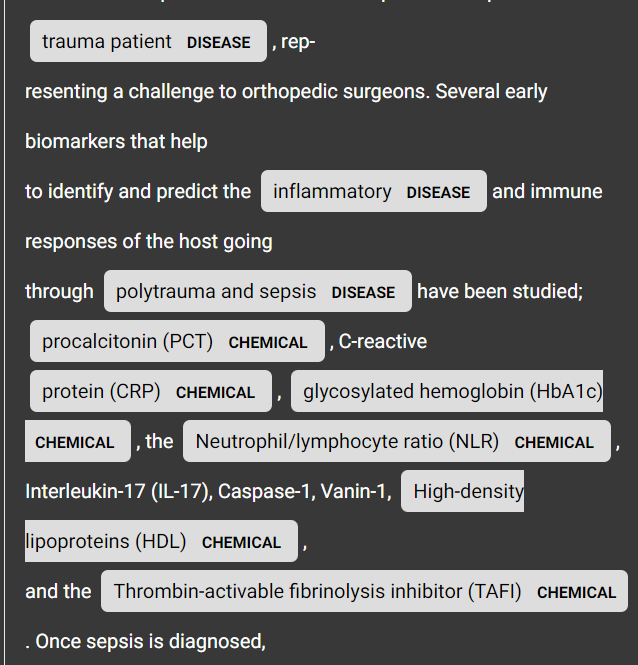 trauma patient DISEASE , rep-
resenting a challenge to orthopedic surgeons. Several early
biomarkers that help
to identify and predict the inflammatory DISEASE and immune
responses of the host going
through polytrauma and sepsis DISEASE have been studied;
procalcitonin (PCT) CHEMICAL , C-reactive
protein (CRP) CHEMICAL , glycosylated hemoglobin (HbA1c)
CHEMICAL , the Neutrophil/lymphocyte ratio (NLR) CHEMICAL ,
Interleukin-17 (IL-17), Caspase-1, Vanin-1, High-density
lipoproteins (HDL) CHEMICAL ,
and the Thrombin-activable fibrinolysis inhibitor (TAFI) CHEMICAL
. Once sepsis is diagnosed,